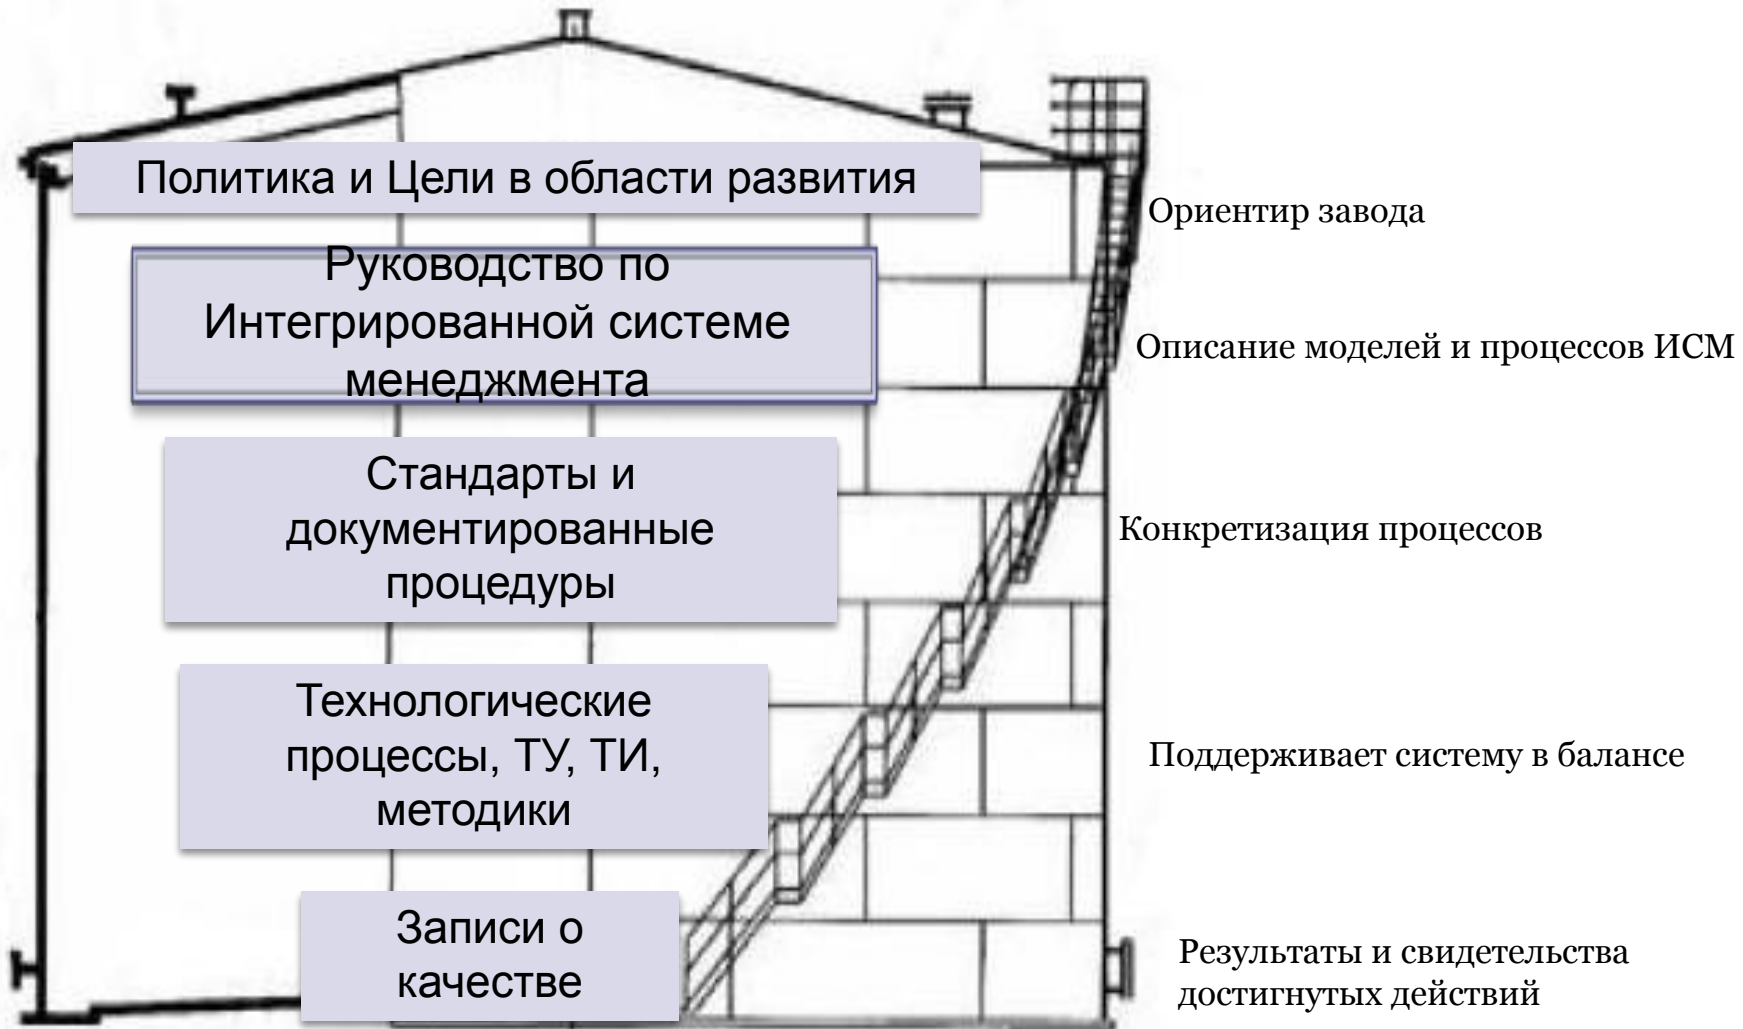 Политика и Цели в области развития
Ориентир завода
Руководство по
Интегрированной системе
менеджмента
Описание моделей и процессов ИСМ
Стандарты и
документированные
процедуры
Конкретизация процессов
Технологические
процессы, ТУ, ТИ,
методики
Поддерживает систему в балансе
Записи о
качестве
Результаты и свидетельства
достигнутых действий